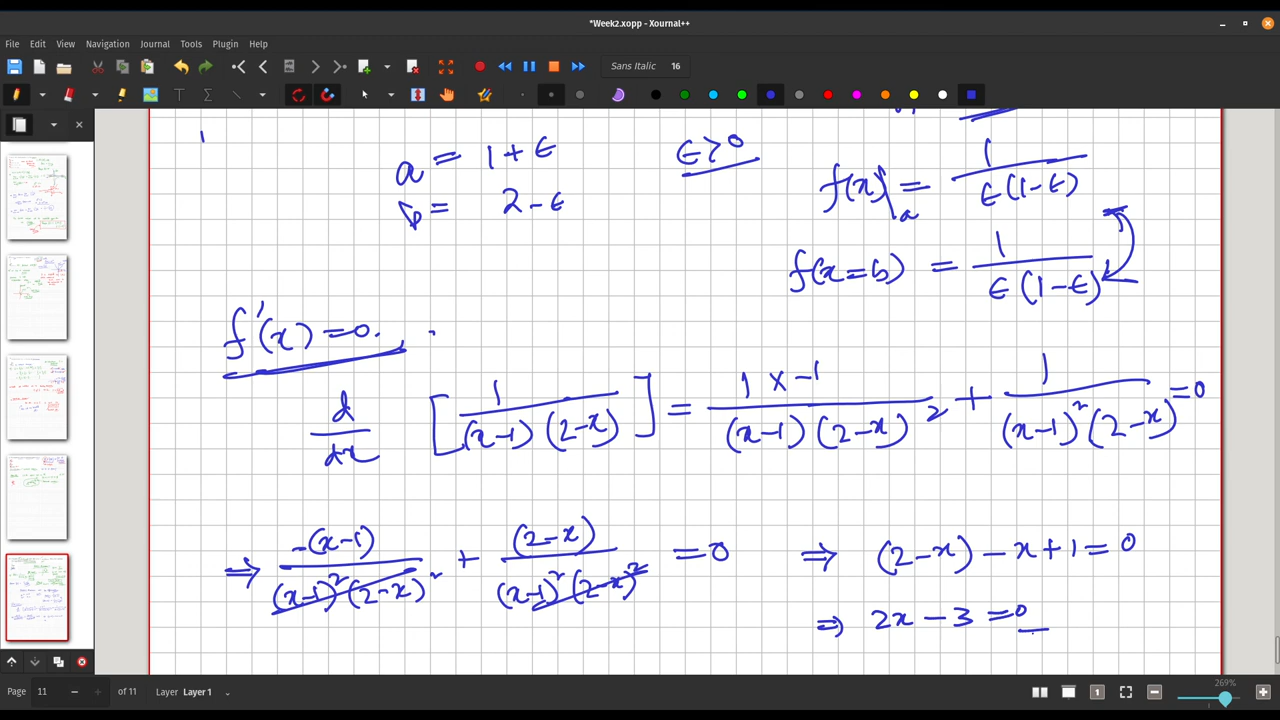 *Week2.xopp - Xournal++
File Edit View Navigation Journal Tools Plugin Help
Sans Italic 16
a = 1 + ϵ
b = 2 - ϵ
ϵ > 0
f(x)|a = 1 / ϵ(1-ϵ)
f(x=b) = 1 / ϵ(1-ϵ)
f'(x) = 0.
d/dx [1 / (x-1)(2-x)] = 1 x -1 / (x-1)(2-x)² + 1 / (x-1)²(2-x) = 0
⇒ -(x-1) / (x-1)²(2-x)² + (2-x) / (x-1)²(2-x)² = 0 ⇒ (2-x) - x + 1 = 0
⇒ 2x - 3 = 0
Page 11 of 11 Layer Layer 1
269%